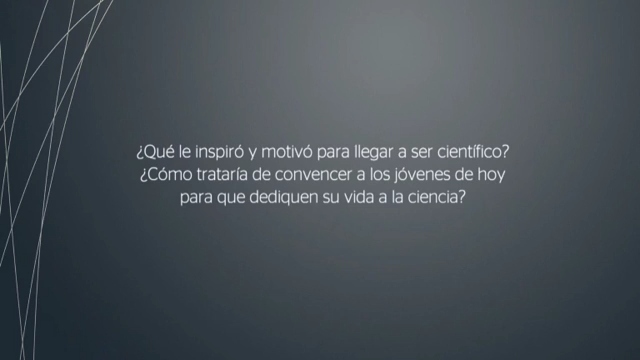 ¿Qué le inspiró y motivó para llegar a ser científico?
¿Cómo trataría de convencer a los jóvenes de hoy
para que dediquen su vida a la ciencia?